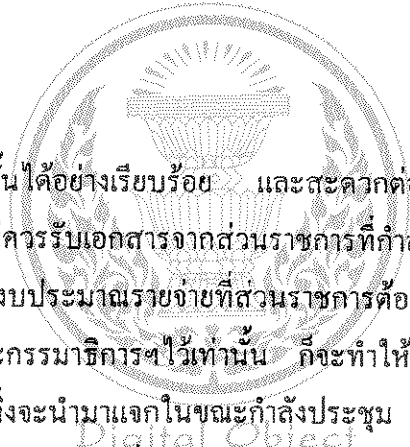 ั้นได้อย่างเรียบร้อย และสะดวกต่
ควรรับเอกสารจากส่วนราชการที่กำ
งบประมาณรายจ่ายที่ส่วนราชการต้อ
ะกรรมาธิการฯไว้เท่านั้น ก็จะทำให้
ึ่งจะนำมาแจกในขณะกำลังประชุม
Digital Object